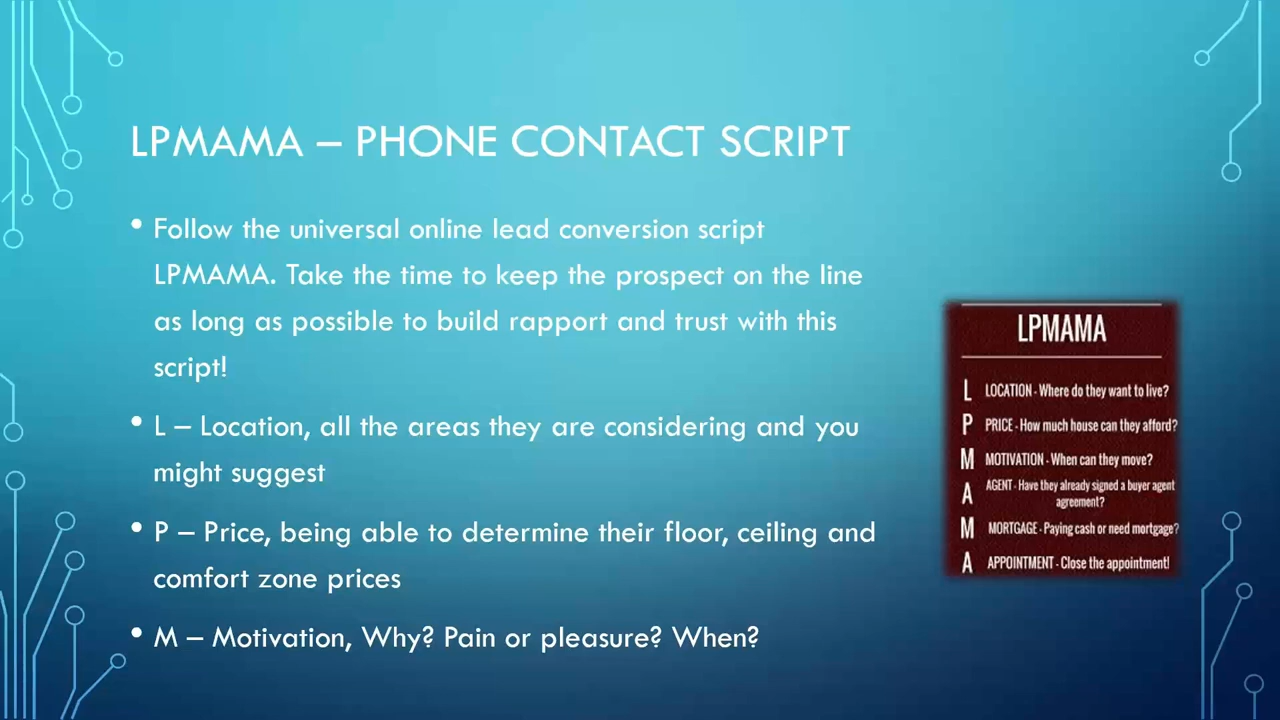 LPMAMA – PHONE CONTACT SCRIPT
• Follow the universal online lead conversion script
LPMAMA. Take the time to keep the prospect on the line
as long as possible to build rapport and trust with this
script!
• L – Location, all the areas they are considering and you
might suggest
• P – Price, being able to determine their floor, ceiling and
comfort zone prices
• M – Motivation, Why? Pain or pleasure? When?
LPMAMA
L LOCATION - Where do they want to live?
P PRICE - How much house can they afford?
M MOTIVATION - When can they move?
A AGENT - Have they already signed a buyer agent
agreement?
M MORTGAGE - Paying cash or need mortgage?
A APPOINTMENT - Close the appointment!